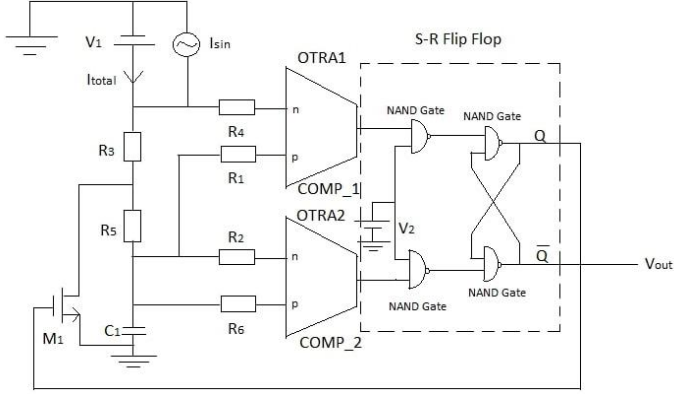 S-R Flip Flop
V1
Isin
OTRA1
Itotal
NAND Gate
NAND Gate
n
R4
Q
R3
p
R1
COMP_1
OTRA2
V2
R5
R2
n
Q
Vout
NAND Gate
NAND Gate
p
R6
M1
C1
COMP_2